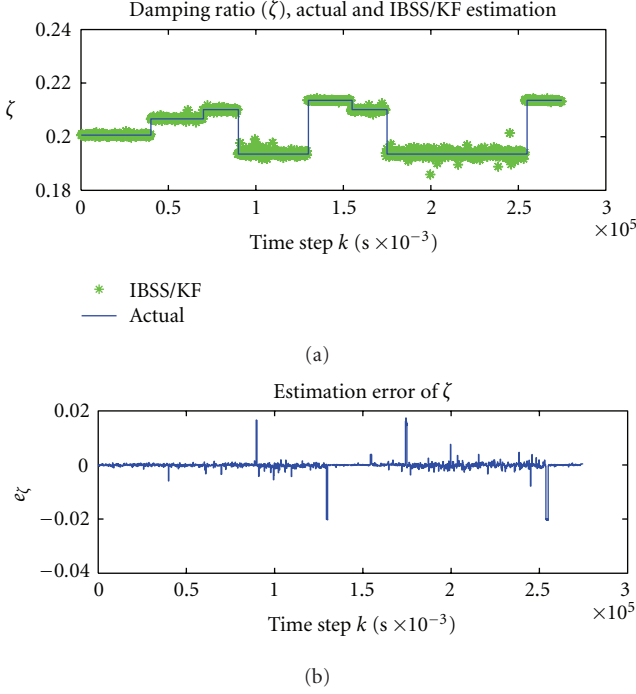 Damping ratio (ζ), actual and IBSS/KF estimation
0.24
0.22
0.2
0.18
ζ
0 0.5 1 1.5 2 2.5 3
×10⁵
Time step k (s ×10⁻³)
IBSS/KF
Actual
(a)
Estimation error of ζ
0.02
0
−0.02
−0.04
eζ
0 0.5 1 1.5 2 2.5 3
×10⁵
Time step k (s ×10⁻³)
(b)